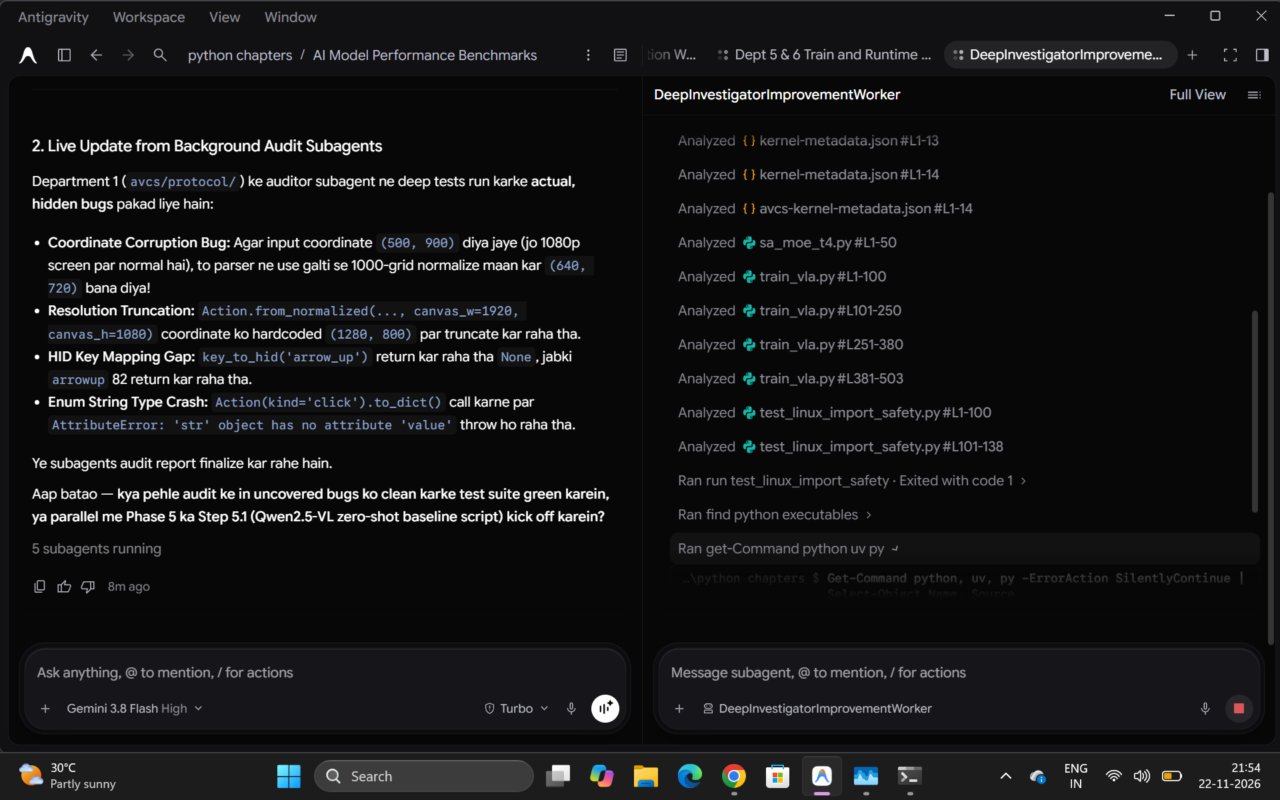 Antigravity Workspace View Window
python chapters / AI Model Performance Benchmarks
tion W... Dept 5 & 6 Train and Runtime ... DeepInvestigatorImproveme...
2. Live Update from Background Audit Subagents
Department 1 ( avcs/protocol/ ) ke auditor subagent ne deep tests run karke actual,
hidden bugs pakad liye hain:
• Coordinate Corruption Bug: Agar input coordinate (500, 900) diya jaye (jo 1080p
screen par normal hai), to parser ne use galti se 1000-grid normalize maan kar (640,
720) bana diya!
• Resolution Truncation: Action.from_normalized(..., canvas_w=1920,
canvas_h=1080) coordinate ko hardcoded (1280, 800) par truncate kar raha tha.
• HID Key Mapping Gap: key_to_hid('arrow_up') return kar raha tha None , jabki
arrowup 82 return kar raha tha.
• Enum String Type Crash: Action(kind='click').to_dict() call karne par
AttributeError: 'str' object has no attribute 'value' throw ho raha tha.
Ye subagents audit report finalize kar rahe hain.
Aap batao — kya pehle audit ke in uncovered bugs ko clean karke test suite green karein,
ya parallel me Phase 5 ka Step 5.1 (Qwen2.5-VL zero-shot baseline script) kick off karein?
5 subagents running
8m ago
Ask anything, @ to mention, / for actions
Gemini 3.8 Flash High
Turbo
DeepInvestigatorImprovementWorker
Full View
Analyzed {} kernel-metadata.json #L1-13
Analyzed {} kernel-metadata.json #L1-14
Analyzed {} avcs-kernel-metadata.json #L1-14
Analyzed sa_moe_t4.py #L1-50
Analyzed train_vla.py #L1-100
Analyzed train_vla.py #L101-250
Analyzed train_vla.py #L251-380
Analyzed train_vla.py #L381-503
Analyzed test_linux_import_safety.py #L1-100
Analyzed test_linux_import_safety.py #L101-138
Ran run test_linux_import_safety · Exited with code 1
Ran find python executables
Ran get-Command python uv py
…\python chapters $ Get-Command python, uv, py -ErrorAction SilentlyContinue |
Select-Object Name, Source
Message subagent, @ to mention, / for actions
DeepInvestigatorImprovementWorker
30°C
Partly sunny
Search
ENG
IN
21:54
22-11-2026